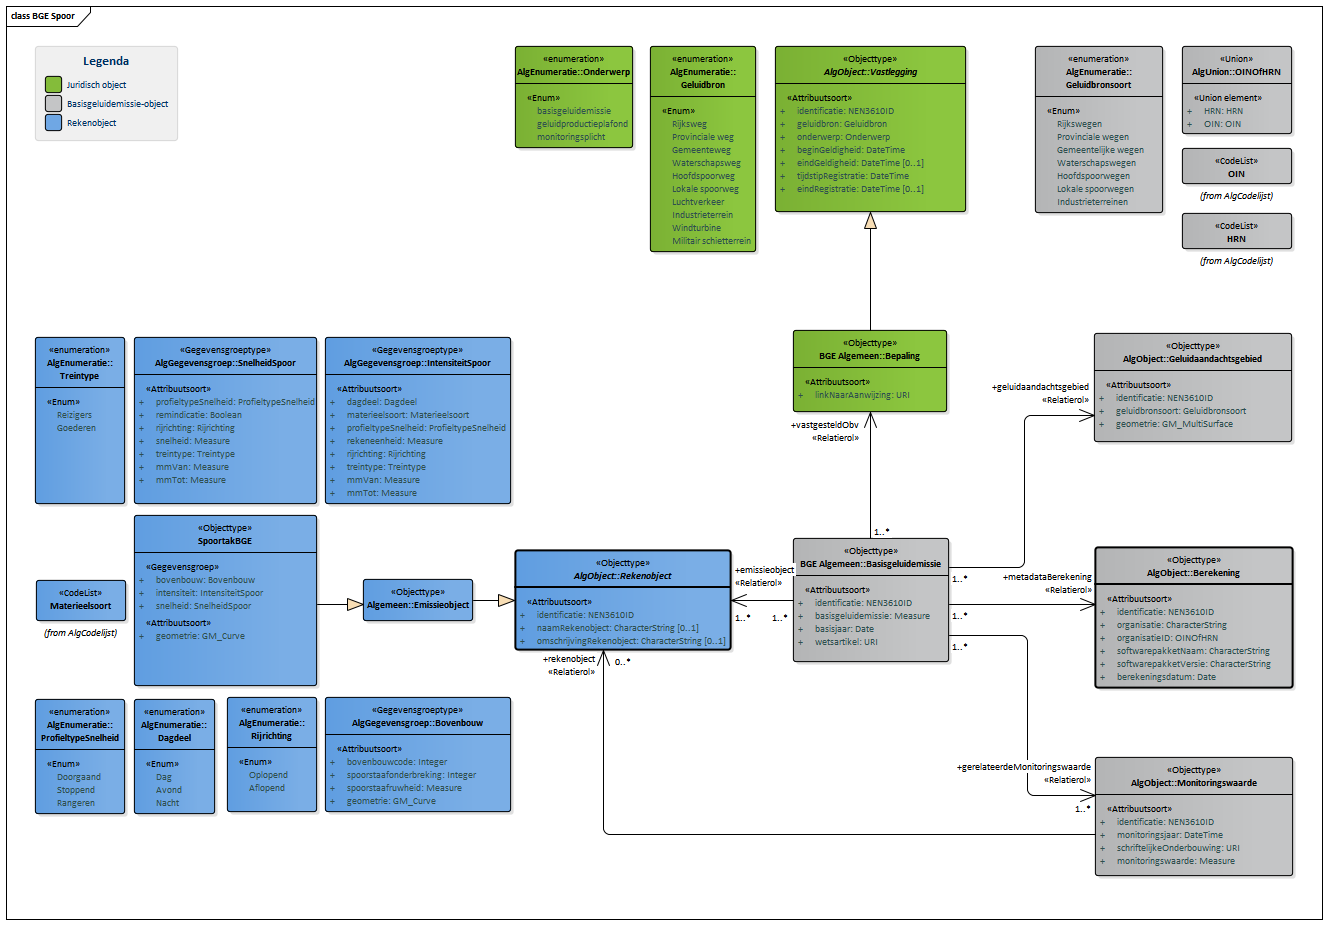 class BGE Spoor
Legenda
Juridisch object
Basisgeluidemissie-object
Rekenobject
«enumeration»
AlgEnumeratie::Onderwerp
«Enum»
basisgeluidemissie
geluidproductieplafond
monitoringsplicht
«enumeration»
AlgEnumeratie::
Geluidbron
«Enum»
Rijksweg
Provinciale weg
Gemeenteweg
Waterschapsweg
Hoofdspoorweg
Lokale spoorweg
Luchtverkeer
Industrieterrein
Windturbine
Militair schietterrein
«Objecttype»
AlgObject::Vastlegging
«Attribuutsoort»
+ identificatie: NEN3610ID
+ geluidbron: Geluidbron
+ onderwerp: Onderwerp
+ beginGeldigheid: DateTime
+ eindGeldigheid: DateTime [0..1]
+ tijdstipRegistratie: DateTime
+ eindRegistratie: DateTime [0..1]
«enumeration»
AlgEnumeratie::
Geluidbronsoort
«Enum»
Rijkswegen
Provinciale wegen
Gemeentelijke wegen
Waterschapswegen
Hoofdspoorwegen
Lokale spoorwegen
Industrieterreinen
«Union»
AlgUnion::OINOfHRN
«Union element»
+ HRN: HRN
+ OIN: OIN
«CodeList»
OIN
(from AlgCodelijst)
«CodeList»
HRN
(from AlgCodelijst)
«enumeration»
AlgEnumeratie::
Treintype
«Enum»
Reizigers
Goederen
«Gegevensgroeptype»
AlgGegevensgroep::SnelheidSpoor
«Attribuutsoort»
+ profieltypeSnelheid: ProfieltypeSnelheid
+ remindicatie: Boolean
+ rijrichting: Rijrichting
+ snelheid: Measure
+ treintype: Treintype
+ mmVan: Measure
+ mmTot: Measure
«Gegevensgroeptype»
AlgGegevensgroep::IntensiteitSpoor
«Attribuutsoort»
+ dagdeel: Dagdeel
+ materieelsoort: Materieelsoort
+ profieltypeSnelheid: ProfieltypeSnelheid
+ rekeneenheid: Measure
+ rijrichting: Rijrichting
+ treintype: Treintype
+ mmVan: Measure
+ mmTot: Measure
«Objecttype»
BGE Algemeen::Bepaling
«Attribuutsoort»
+ linkNaarAanwijzing: URI
+vastgesteldObv
«Relatierol»
1..*
+geluidaandachtsgebied
«Relatierol»
«Objecttype»
AlgObject::Geluidaandachtsgebied
«Attribuutsoort»
+ identificatie: NEN3610ID
+ geluidbronsoort: Geluidbronsoort
+ geometrie: GM_MultiSurface
«CodeList»
Materieelsoort
(from AlgCodelijst)
«Objecttype»
SpoortakBGE
«Gegevensgroep»
+ bovenbouw: Bovenbouw
+ intensiteit: IntensiteitSpoor
+ snelheid: SnelheidSpoor
«Attribuutsoort»
+ geometrie: GM_Curve
«Objecttype»
Algemeen::Emissieobject
«Objecttype»
AlgObject::Rekenobject
«Attribuutsoort»
+ identificatie: NEN3610ID
+ naamRekenobject: CharacterString [0..1]
+ omschrijvingRekenobject: CharacterString [0..1]
+emissieobject
«Relatierol»
1..*
1..*
+rekenobject
«Relatierol»
0..*
«Objecttype»
BGE Algemeen::Basisgeluidemissie
«Attribuutsoort»
+ identificatie: NEN3610ID
+ basisgeluidemissie: Measure
+ basisjaar: Date
+ wetsartikel: URI
1..*
1..*
1..*
+metadataBerekening
«Relatierol»
«Objecttype»
AlgObject::Berekening
«Attribuutsoort»
+ identificatie: NEN3610ID
+ organisatie: CharacterString
+ organisatieID: OINOfHRN
+ softwarepakketNaam: CharacterString
+ softwarepakketVersie: CharacterString
+ berekeningsdatum: Date
«enumeration»
AlgEnumeratie::
ProfieltypeSnelheid
«Enum»
Doorgaand
Stoppend
Rangeren
«enumeration»
AlgEnumeratie::
Dagdeel
«Enum»
Dag
Avond
Nacht
«enumeration»
AlgEnumeratie::
Rijrichting
«Enum»
Oplopend
Aflopend
«Gegevensgroeptype»
AlgGegevensgroep::Bovenbouw
«Attribuutsoort»
+ bovenbouwcode: Integer
+ spoorstaafonderbreking: Integer
+ spoorstaafruwheid: Measure
+ geometrie: GM_Curve
+gerelateerdeMonitoringswaarde
«Relatierol»
1..*
«Objecttype»
AlgObject::Monitoringswaarde
«Attribuutsoort»
+ identificatie: NEN3610ID
+ monitoringsjaar: DateTime
+ schriftelijkeOnderbouwing: URI
+ monitoringswaarde: Measure